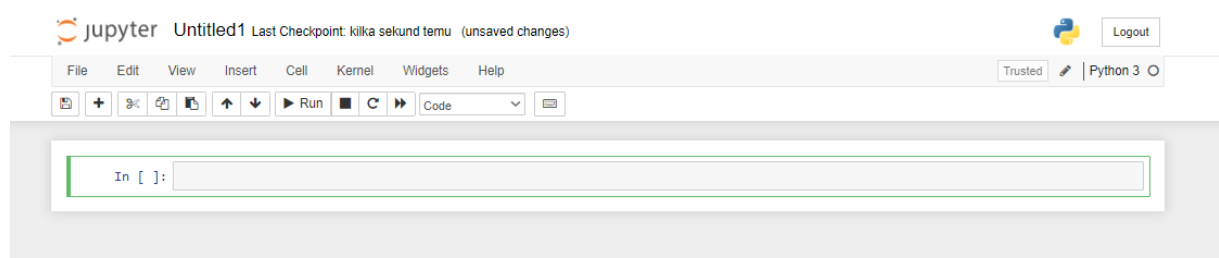 jupyter Untitled1 Last Checkpoint: kilka sekund temu (unsaved changes) Logout
File Edit View Insert Cell Kernel Widgets Help Trusted Python 3
Run Code
In [ ]: